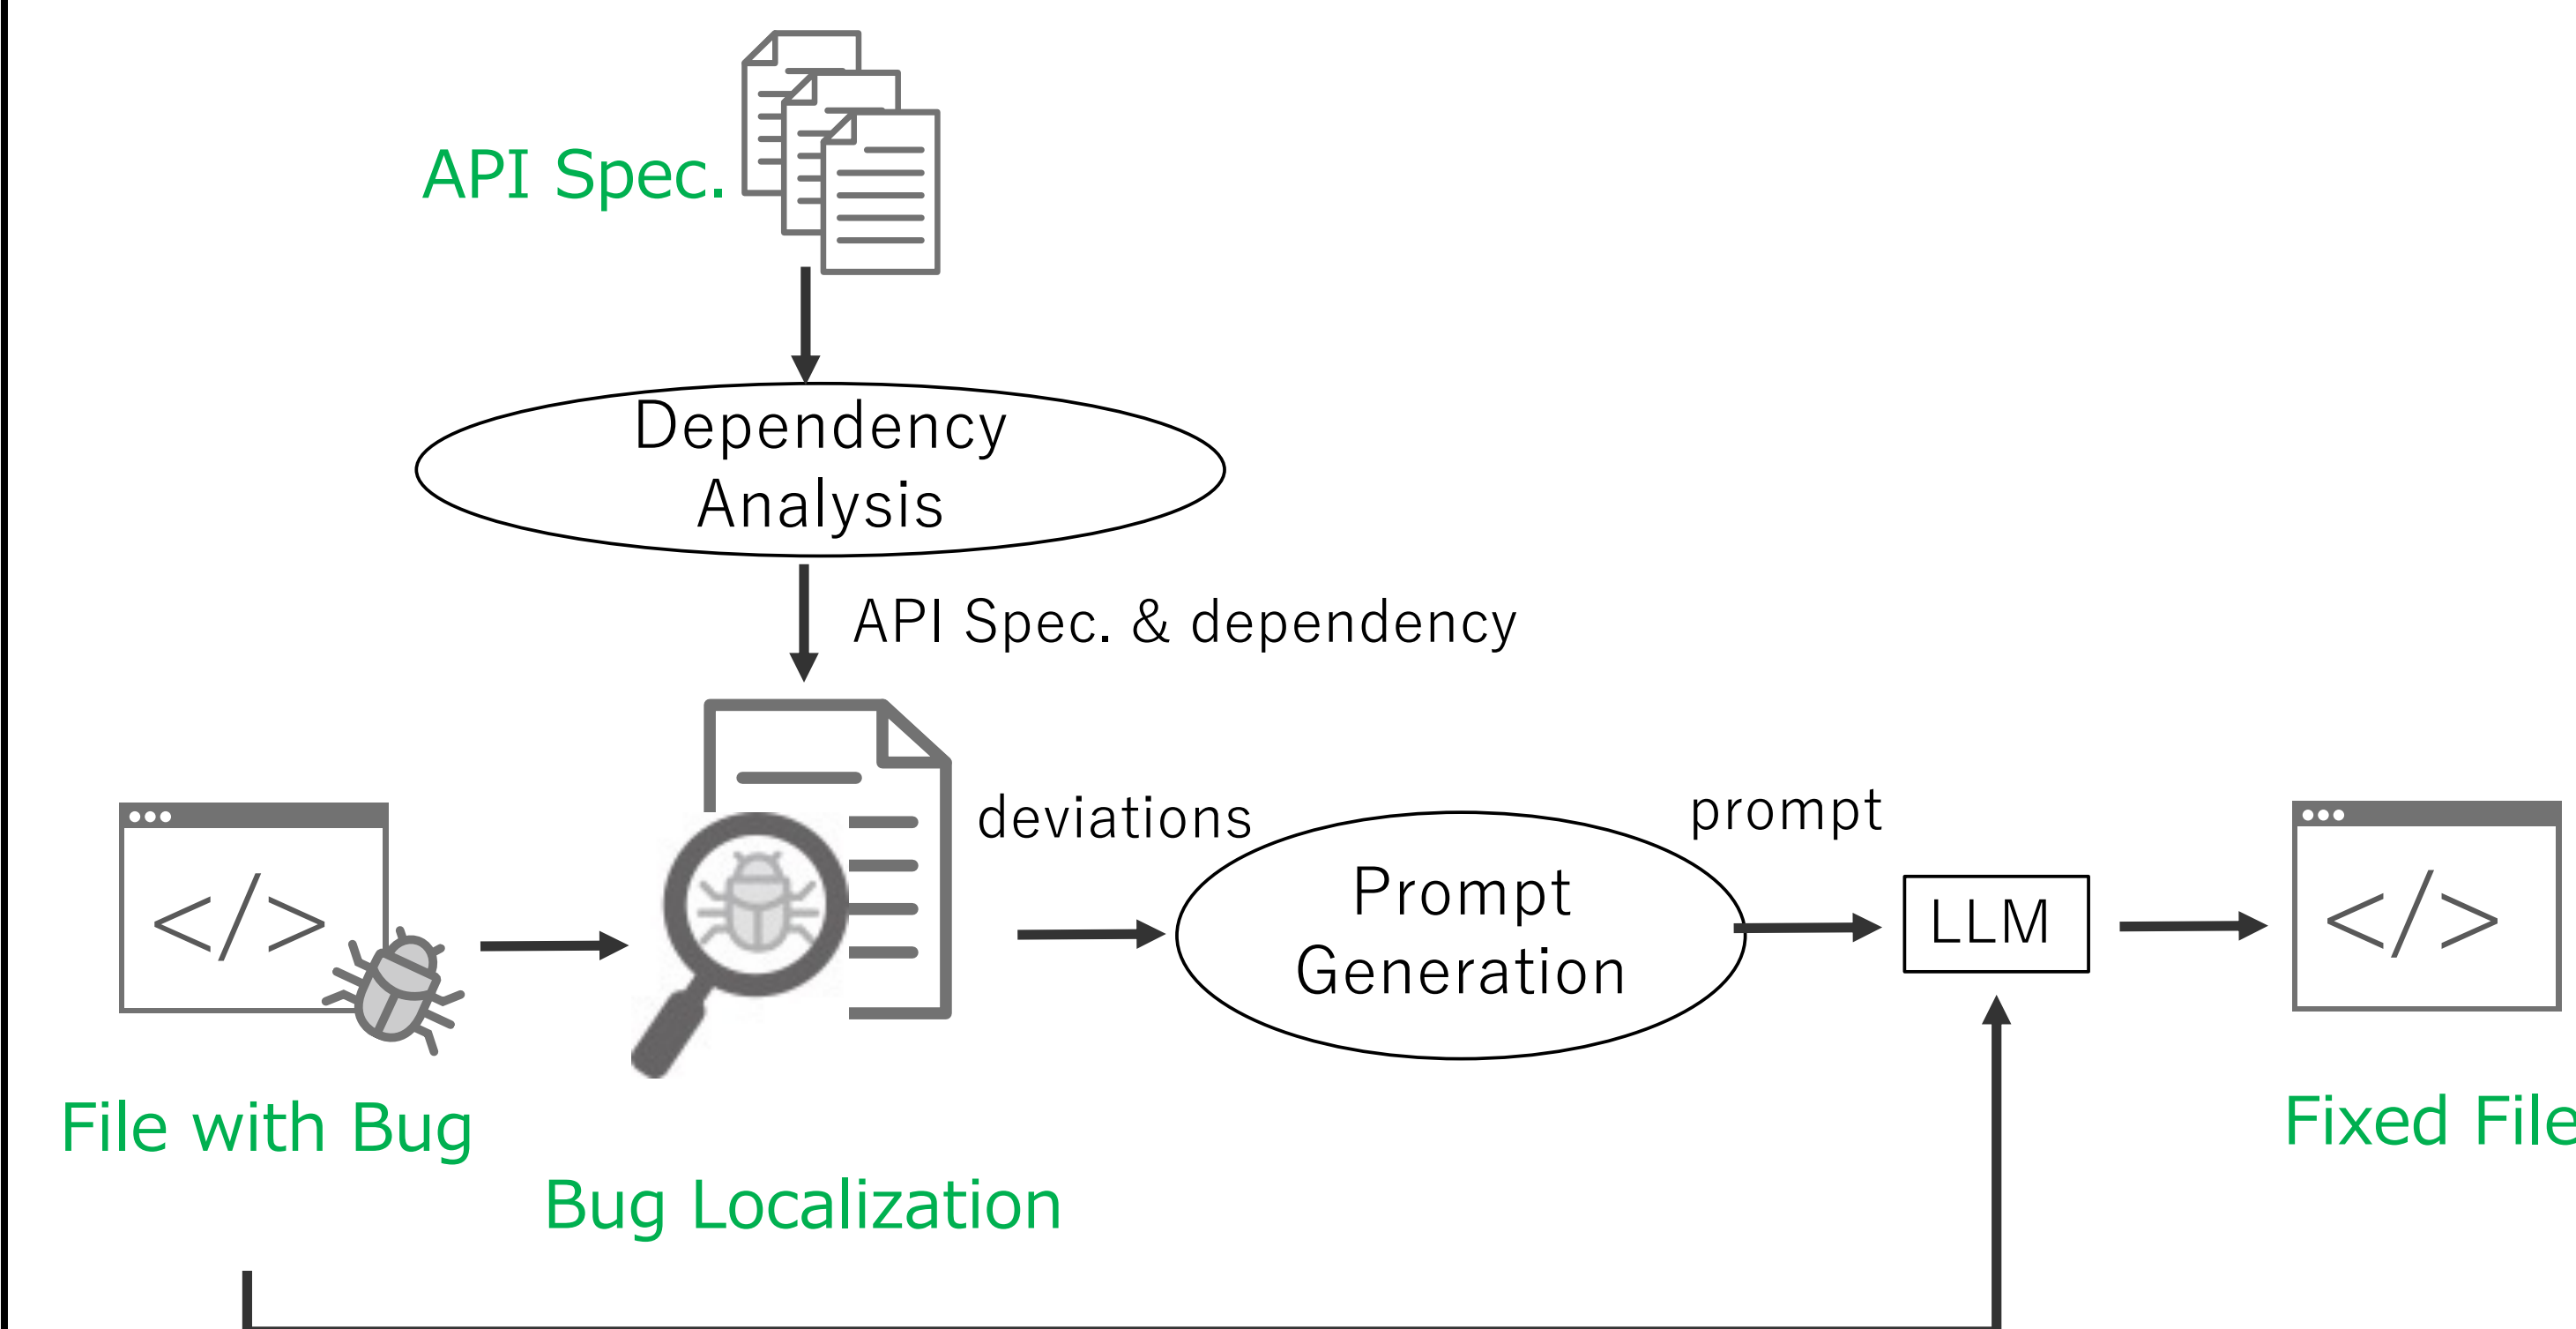 API Spec.
Dependency
Analysis
API Spec. & dependency
deviations
prompt
</>
</>
Prompt
Generation
LLM
File with Bug
Fixed File
Bug Localization